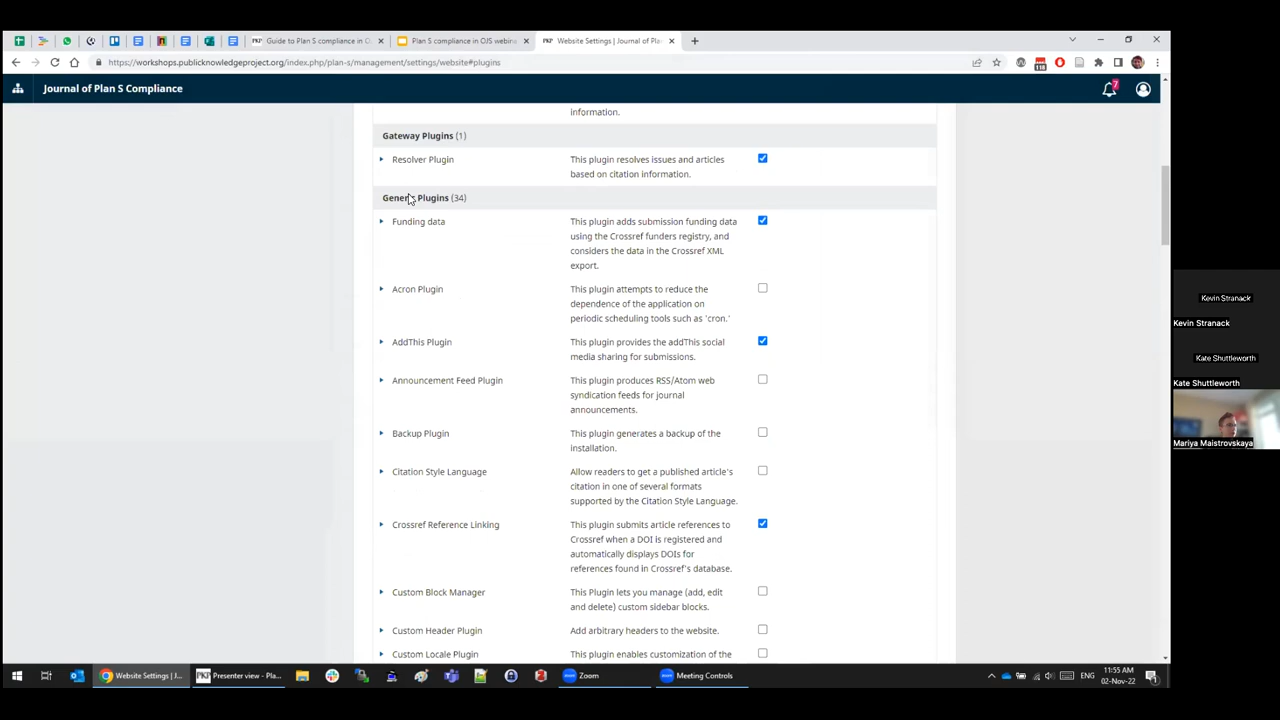 Guide to Plan S compliance in O
Plan S compliance in OJS webinar
Website Settings | Journal of Pla
https://workshops.publicknowledgeproject.org/index.php/plan-s/management/settings/website#plugins
118
Journal of Plan S Compliance
7
information.
Gateway Plugins (1)
Resolver Plugin
This plugin resolves issues and articles
based on citation information.
Generic Plugins (34)
Funding data
This plugin adds submission funding data
using the Crossref funders registry, and
considers the data in the Crossref XML
export.
Acron Plugin
This plugin attempts to reduce the
dependence of the application on
periodic scheduling tools such as 'cron.'
AddThis Plugin
This plugin provides the addThis social
media sharing for submissions.
Announcement Feed Plugin
This plugin produces RSS/Atom web
syndication feeds for journal
announcements.
Backup Plugin
This plugin generates a backup of the
installation.
Citation Style Language
Allow readers to get a published article's
citation in one of several formats
supported by the Citation Style Language.
Crossref Reference Linking
This plugin submits article references to
Crossref when a DOI is registered and
automatically displays DOIs for
references found in Crossref's database.
Custom Block Manager
This Plugin lets you manage (add, edit
and delete) custom sidebar blocks.
Custom Header Plugin
Add arbitrary headers to the website.
Custom Locale Plugin
This plugin enables customization of the
Kevin Stranack
Kevin Stranack
Kate Shuttleworth
Kate Shuttleworth
Mariya Maistrovskaya
Website Settings | J...
PKP
Presenter view - Pla...
Zoom
Meeting Controls
ENG
11:55 AM
02-Nov-22